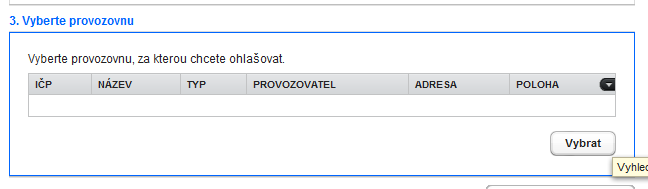 3. Vyberte provozovnu
Vyberte provozovnu, za kterou chcete ohlašovat.
IČP NÁZEV TYP PROVOZOVATEL ADRESA POLOHA
Vybrat